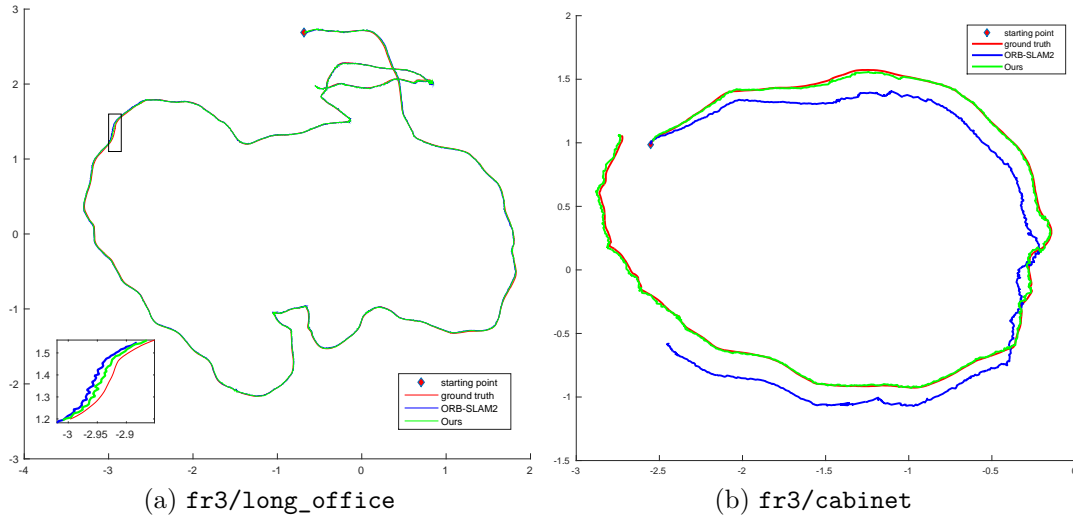 3
2
1
0
-1
-2
-3
-4 -3 -2 -1 0 1 2
1.5
1.4
1.3
1.2
-3 -2.95 -2.9
starting point
ground truth
ORB-SLAM2
Ours
(a) fr3/long_office
2
1.5
1
0.5
0
-0.5
-1
-1.5
-3 -2.5 -2 -1.5 -1 -0.5 0
starting point
ground truth
ORB-SLAM2
Ours
(b) fr3/cabinet